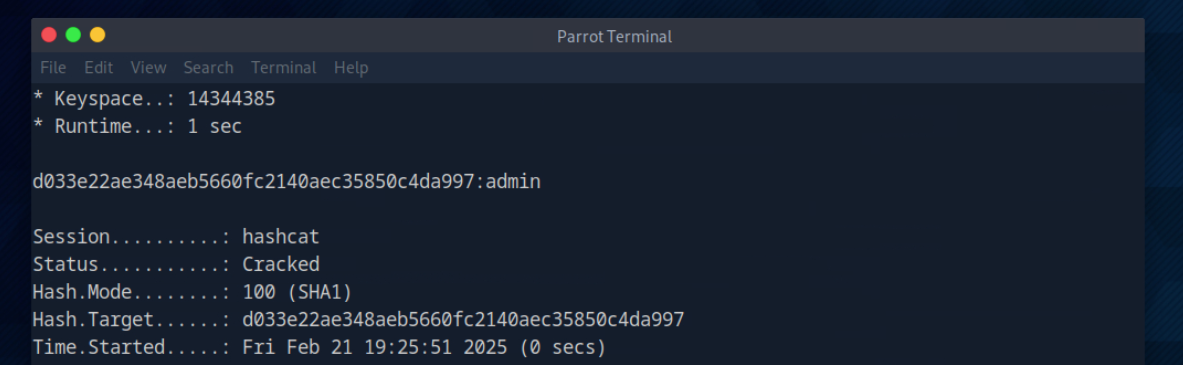 Parrot Terminal
File Edit View Search Terminal Help
* Keyspace..: 14344385
* Runtime...: 1 sec
d033e22ae348aeb5660fc2140aec35850c4da997:admin
Session..........: hashcat
Status...........: Cracked
Hash.Mode........: 100 (SHA1)
Hash.Target......: d033e22ae348aeb5660fc2140aec35850c4da997
Time.Started.....: Fri Feb 21 19:25:51 2025 (0 secs)